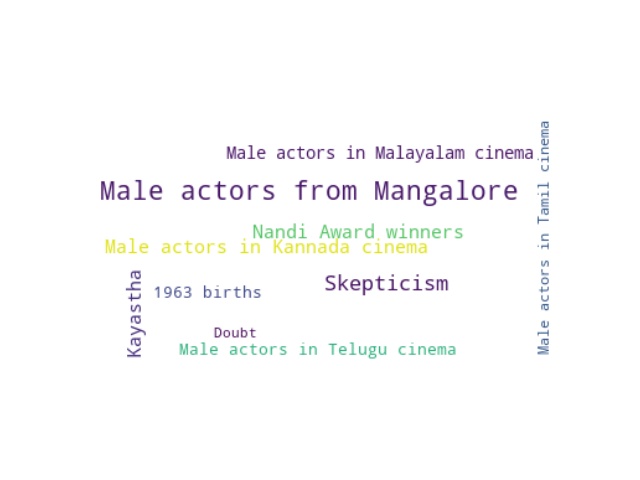 Male actors in Malayalam cinema
Male actors from Mangalore
Male actors in Tamil cinema
Nandi Award winners
Male actors in Kannada cinema
Skepticism
Kayastha
1963 births
Doubt
Male actors in Telugu cinema